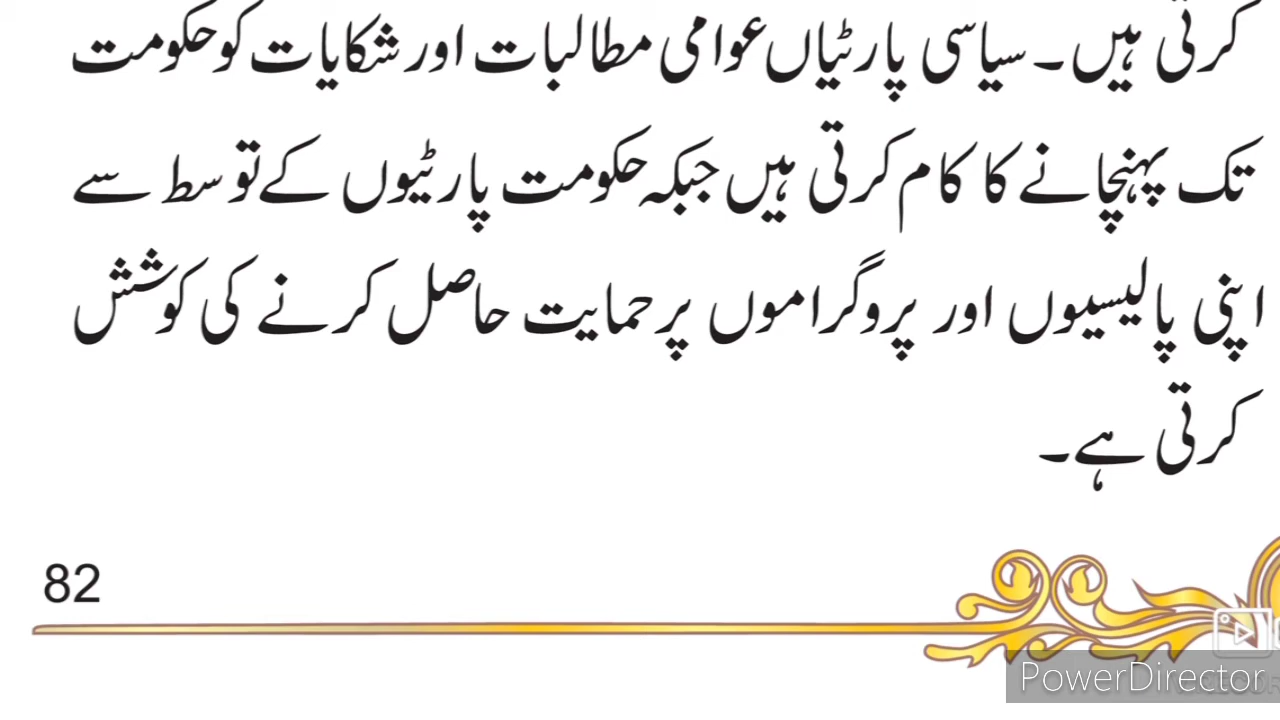 کرتی ہیں۔ سیاسی پارٹیاں عوامی مطالبات اور شکایات کو حکومت
تک پہنچانے کا کام کرتی ہیں جبکہ حکومت پارٹیوں کے توسط سے
اپنی پالیسیوں اور پروگراموں پر حمایت حاصل کرنے کی کوشش
کرتی ہے۔
82
PowerDirector